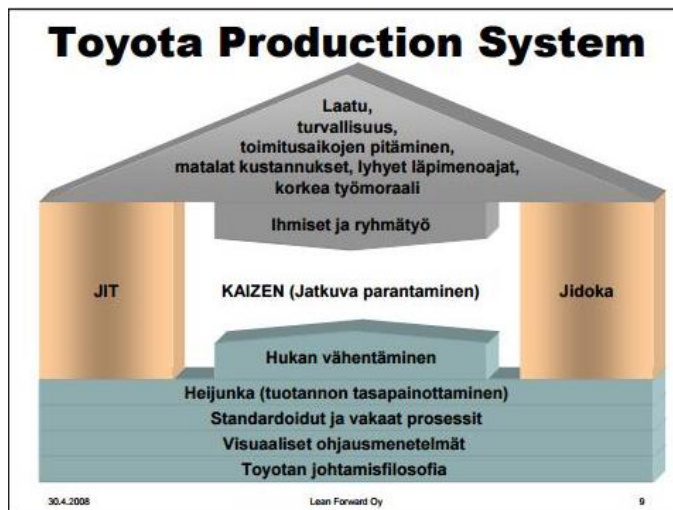 Toyota Production System
Laatu,
turvallisuus,
toimitusaikojen pitäminen,
matalat kustannukset, lyhyet läpimenoajat,
korkea työmoraali
Ihmiset ja ryhmätyö
JIT
KAIZEN (Jatkuva parantaminen)
Jidoka
Hukan vähentäminen
Heijunka (tuotannon tasapainottaminen)
Standardoidut ja vakaat prosessit
Visuaaliset ohjausmenetelmät
Toyotan johtamisfilosofia
30.4.2008
Lean Forward Oy
9